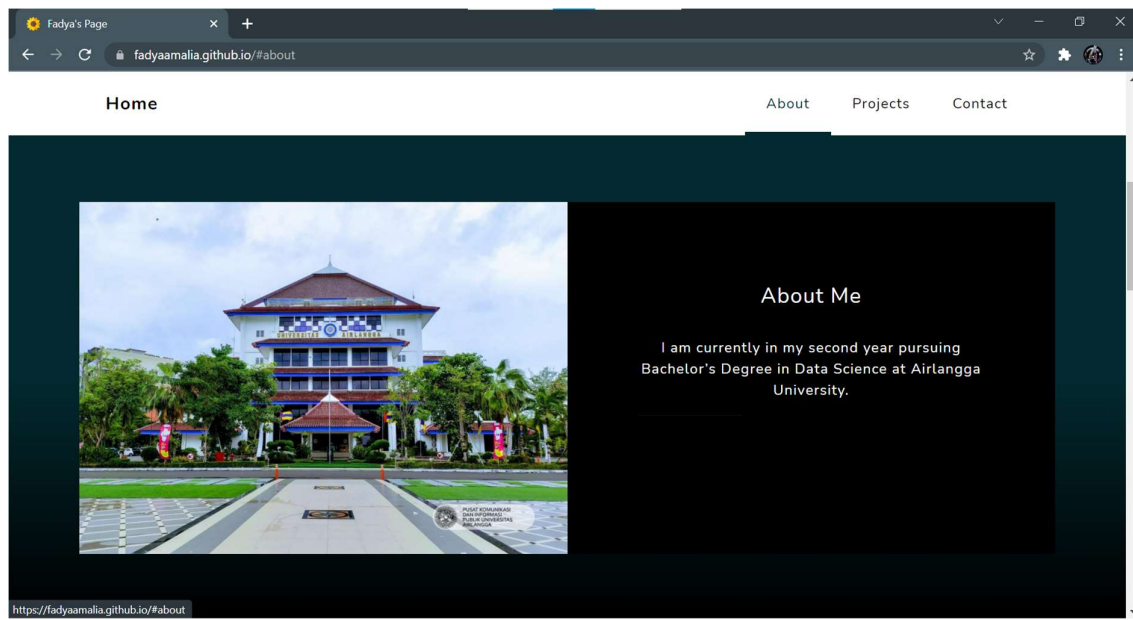 Fadya's Page
fadyaamalia.github.io/#about
Home
About
Projects
Contact
UNIVERSITAS AIRLANGGA
PUSAT KOMUNIKASI
DAN INFORMASI
PUBLIK UNIVERSITAS
AIRLANGGA
About Me
I am currently in my second year pursuing
Bachelor's Degree in Data Science at Airlangga
University.
https://fadyaamalia.github.io/#about